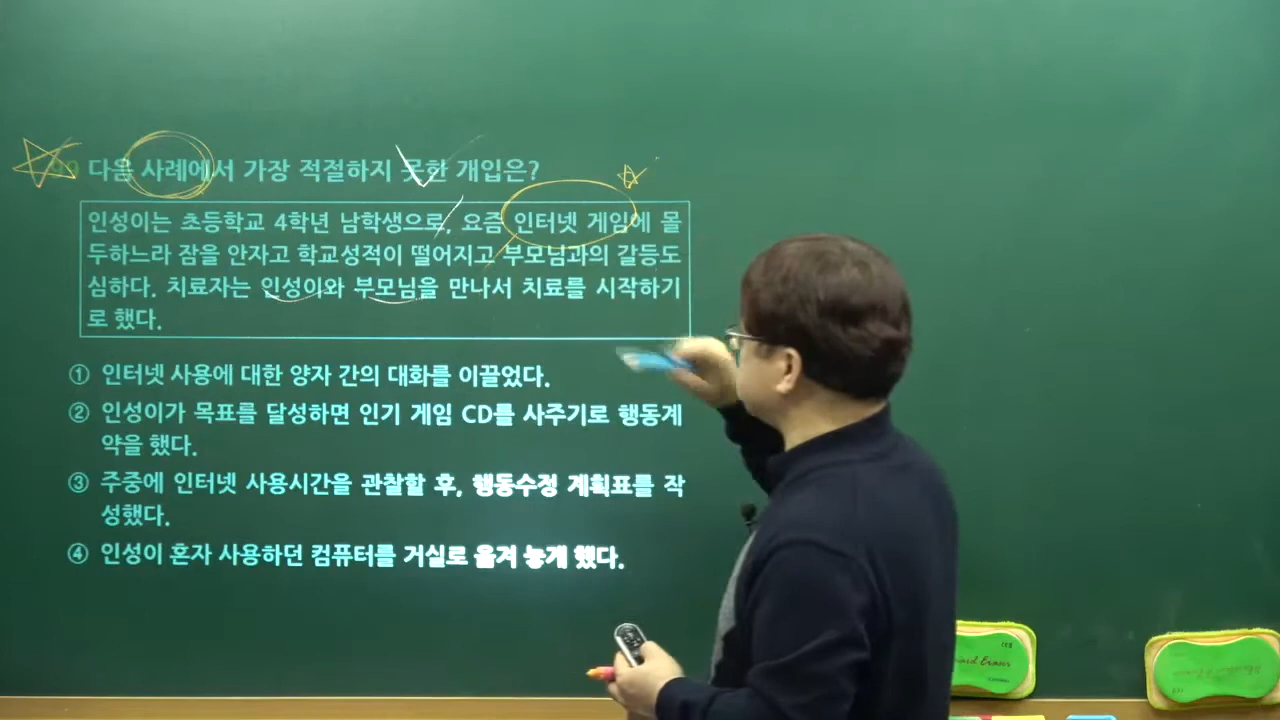 다음 사례에서 가장 적절하지 못한 개입은?
인성이는 초등학교 4학년 남학생으로, 요즘 인터넷 게임에 몰
두하느라 잠을 안자고 학교성적이 떨어지고 부모님과의 갈등도
심하다. 치료자는 인성이와 부모님을 만나서 치료를 시작하기
로 했다.
① 인터넷 사용에 대한 양자 간의 대화를 이끌었다.
② 인성이가 목표를 달성하면 인기 게임 CD를 사주기로 행동계
약을 했다.
③ 주중에 인터넷 사용시간을 관찰할 후, 행동수정 계획표를 작
성했다.
④ 인성이 혼자 사용하던 컴퓨터를 거실로 옮겨 놓게 했다.